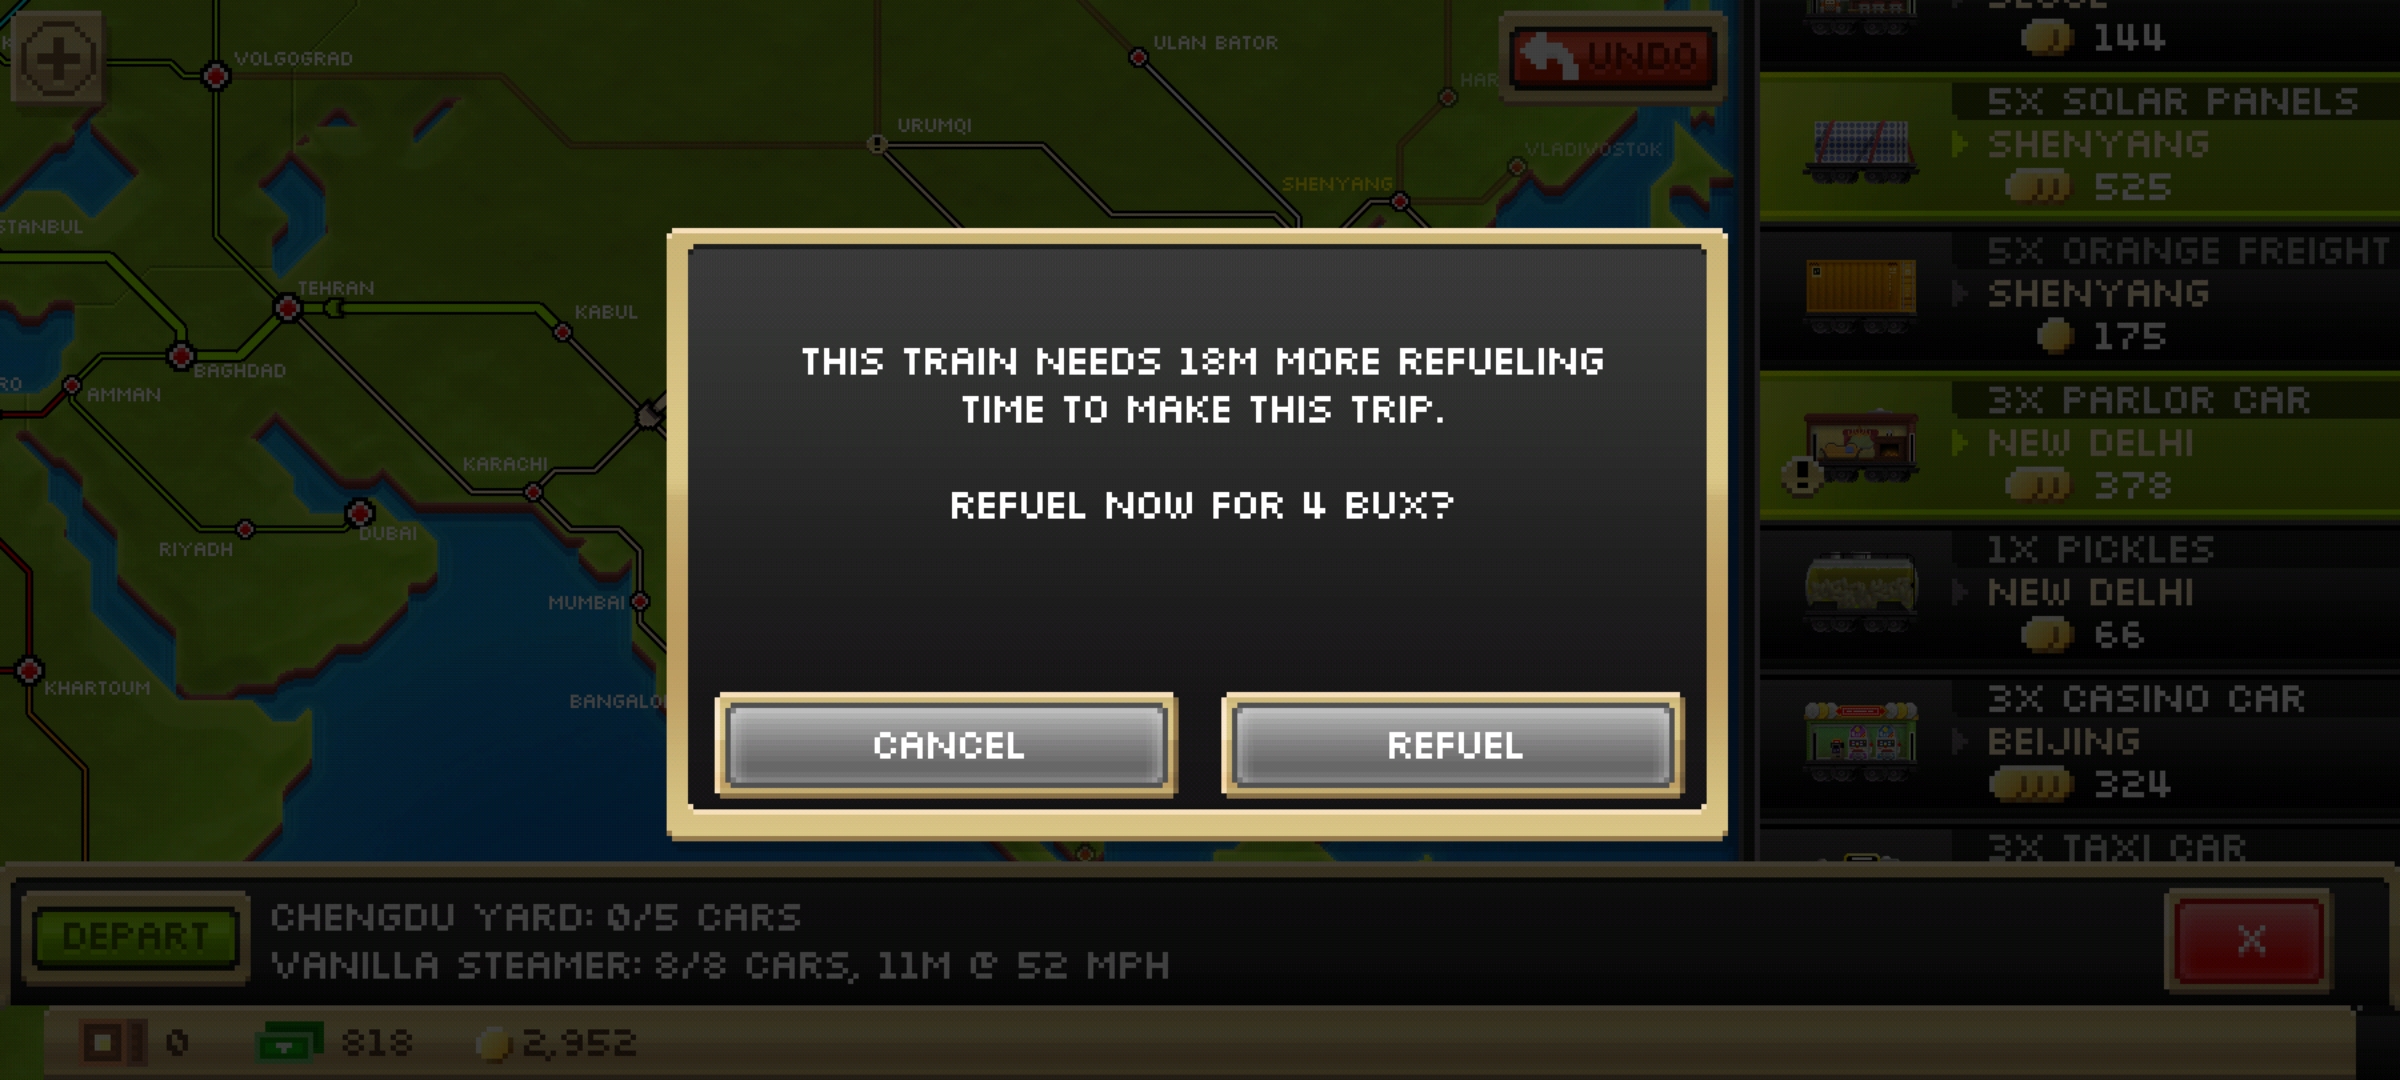 VOLGOGRAD
ULAN BATOR
UNDO
HAR
URUMQI
VLADIVOSTOK
SHENYANG
STANBUL
TEHRAN
KABUL
BAGHDAD
RO
AMMAN
KARACHI
RIYADH
DUBAI
MUMBAI
KHARTOUM
BANGALO
THIS TRAIN NEEDS 18M MORE REFUELING
TIME TO MAKE THIS TRIP.
REFUEL NOW FOR 4 BUX?
CANCEL
REFUEL
144
5X SOLAR PANELS
SHENYANG
525
5X ORANGE FREIGHT
SHENYANG
175
3X PARLOR CAR
NEW DELHI
378
1X PICKLES
NEW DELHI
66
3X CASINO CAR
BEIJING
324
3X TAXI CAR
DEPART
CHENGDU YARD: 0/5 CARS
VANILLA STEAMER: 8/8 CARS, 11M @ 52 MPH
X
0
818
2,952